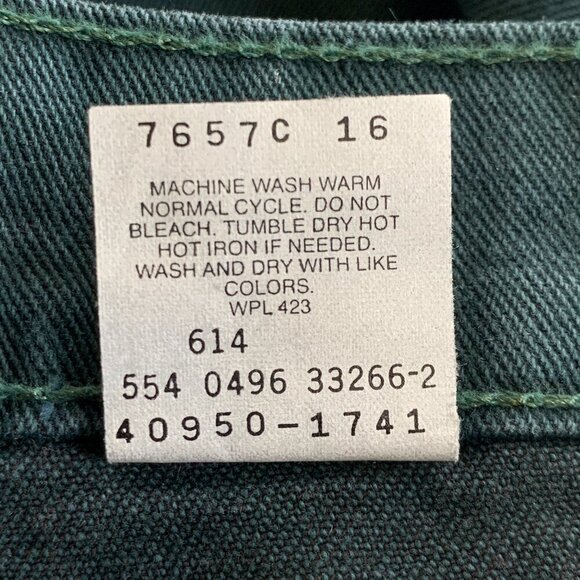 7657C 16
MACHINE WASH WARM
NORMAL CYCLE. DO NOT
BLEACH. TUMBLE DRY HOT
HOT IRON IF NEEDED.
WASH AND DRY WITH LIKE
COLORS.
WPL 423
614
554 0496 33266-2
40950-1741